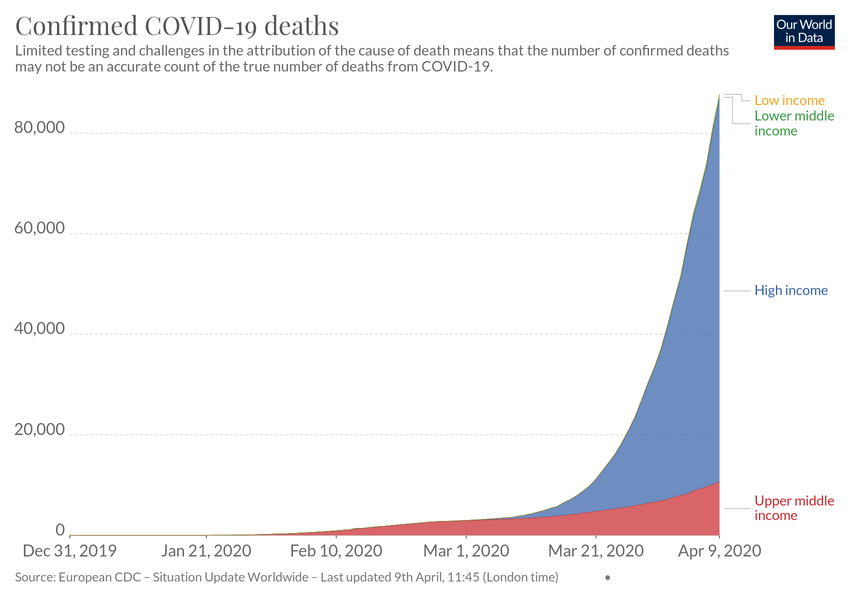 Confirmed COVID-19 deaths
Our World
in Data
Limited testing and challenges in the attribution of the cause of death means that the number of confirmed deaths
may not be an accurate count of the true number of deaths from COVID-19.
Low income
Lower middle
income
80,000
60,000
High income
40,000
20,000
Upper middle
income
0
Dec 31, 2019 Jan 21, 2020 Feb 10, 2020 Mar 1, 2020 Mar 21, 2020 Apr 9, 2020
Source: European CDC – Situation Update Worldwide – Last updated 9th April, 11:45 (London time) •